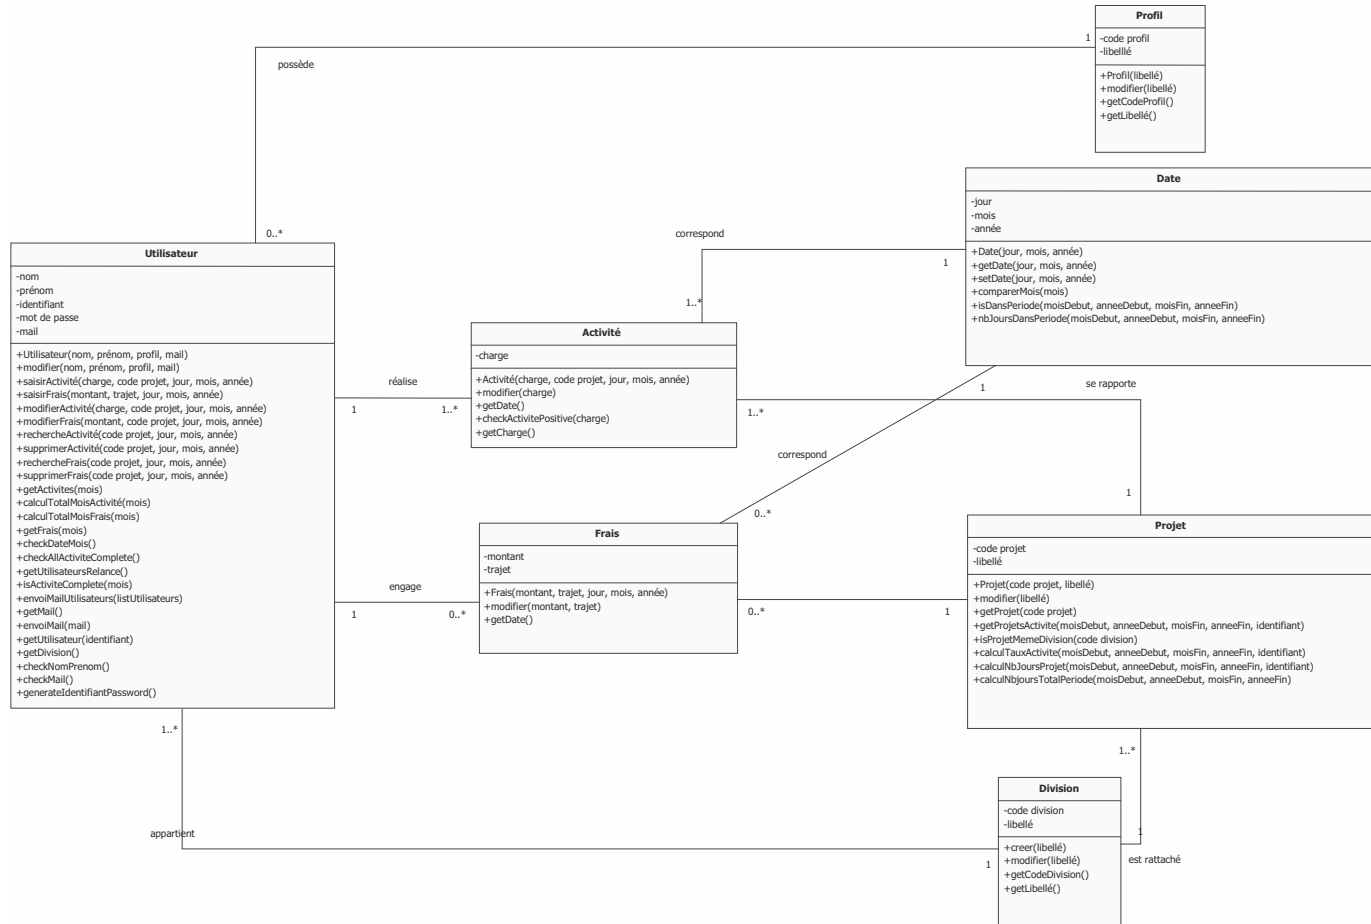 Profil
-code profil
-libelllé
+Profil(libellé)
+modifier(libellé)
+getCodeProfil()
+getLibellé()
1
possède
0..*
Date
-jour
-mois
-année
+Date(jour, mois, année)
+getDate(jour, mois, année)
+setDate(jour, mois, année)
+comparerMois(mois)
+isDansPeriode(moisDebut, anneeDebut, moisFin, anneeFin)
+nbJoursDansPeriode(moisDebut, anneeDebut, moisFin, anneeFin)
correspond
1
1..*
Utilisateur
-nom
-prénom
-identifiant
-mot de passe
-mail
+Utilisateur(nom, prénom, profil, mail)
+modifier(nom, prénom, profil, mail)
+saisirActivité(charge, code projet, jour, mois, année)
+saisirFrais(montant, trajet, jour, mois, année)
+modifierActivité(charge, code projet, jour, mois, année)
+modifierFrais(montant, code projet, jour, mois, année)
+rechercheActivité(code projet, jour, mois, année)
+supprimerActivité(code projet, jour, mois, année)
+rechercheFrais(code projet, jour, mois, année)
+supprimerFrais(code projet, jour, mois, année)
+getActivites(mois)
+calculTotalMoisActivité(mois)
+calculTotalMoisFrais(mois)
+getFrais(mois)
+checkDateMois()
+checkAllActiviteComplete()
+getUtilisateursRelance()
+isActiviteComplete(mois)
+envoiMailUtilisateurs(listUtilisateurs)
+getMail()
+envoiMail(mail)
+getUtilisateur(identifiant)
+getDivision()
+checkNomPrenom()
+checkMail()
+generateIdentifiantPassword()
Activité
-charge
+Activité(charge, code projet, jour, mois, année)
+modifier(charge)
+getDate()
+checkActivitePositive(charge)
+getCharge()
réalise
1
1..*
1..*
se rapporte
1
1
correspond
0..*
Frais
-montant
-trajet
+Frais(montant, trajet, jour, mois, année)
+modifier(montant, trajet)
+getDate()
engage
1
0..*
0..*
1
Projet
-code projet
-libellé
+Projet(code projet, libellé)
+modifier(libellé)
+getProjet(code projet)
+getProjetsActivite(moisDebut, anneeDebut, moisFin, anneeFin, identifiant)
+isProjetMemeDivision(code division)
+calculTauxActivite(moisDebut, anneeDebut, moisFin, anneeFin, identifiant)
+calculNbJoursProjet(moisDebut, anneeDebut, moisFin, anneeFin, identifiant)
+calculNbjoursTotalPeriode(moisDebut, anneeDebut, moisFin, anneeFin)
1..*
1..*
appartient
1
Division
-code division
-libellé
+creer(libellé)
+modifier(libellé)
+getCodeDivision()
+getLibellé()
1
est rattaché